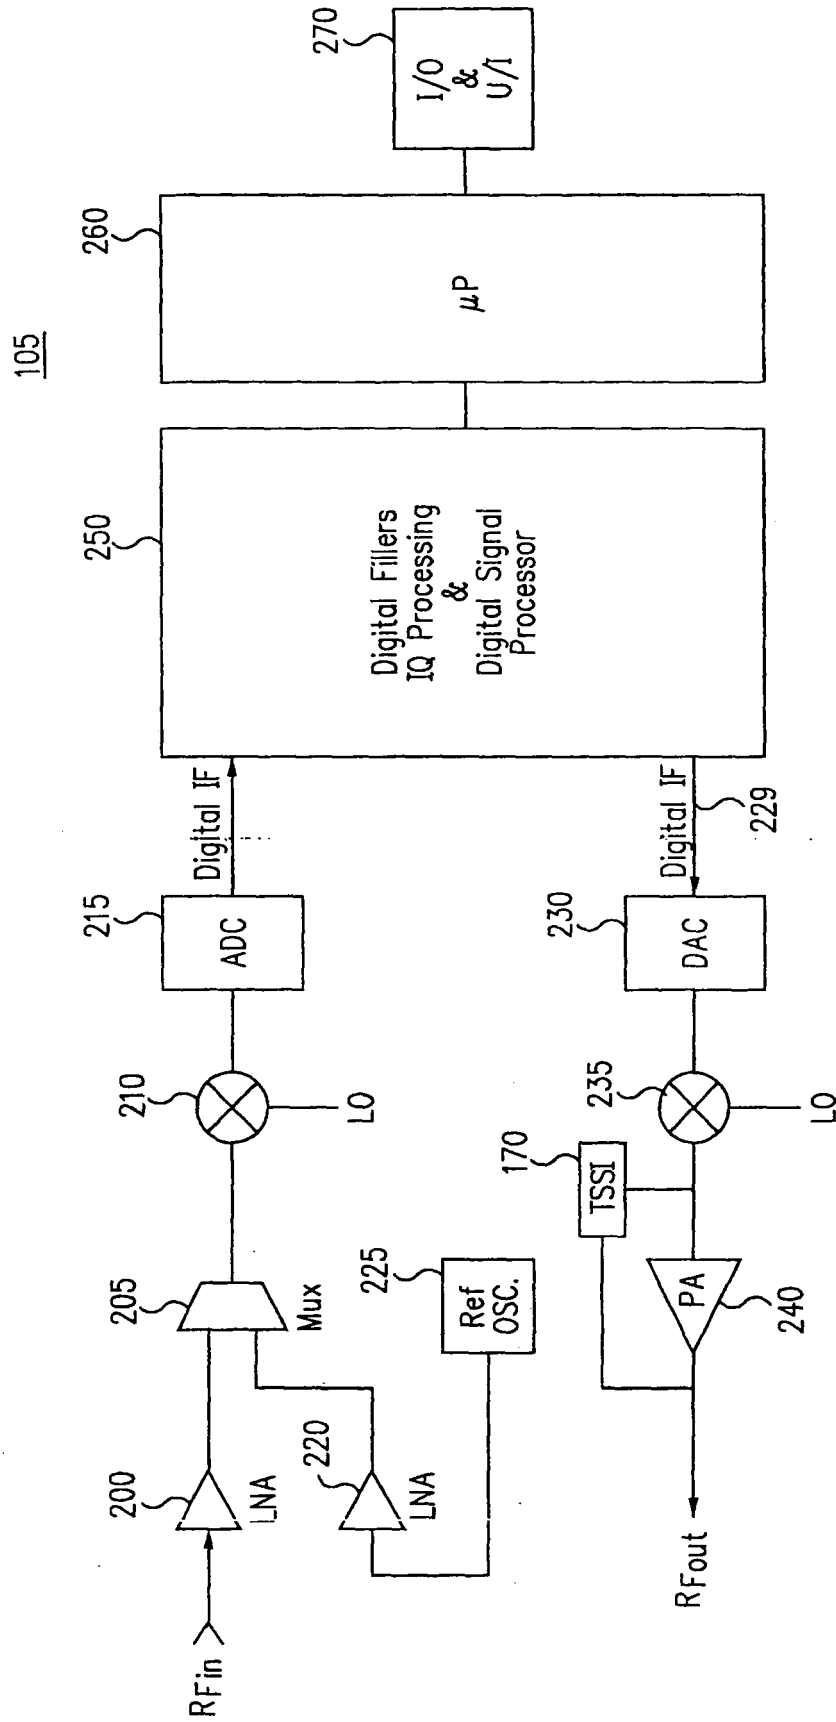 105
RFin
200
LNA
205
Mux
210
LO
215
ADC
Digital IF
220
LNA
225
Ref
OSC.
250
Digital Fillers
IQ Processing
&
Digital Signal
Processor
260
µP
270
I/O
&
U/I
Digital IF
229
230
DAC
235
LO
170
TSSI
PA
240
RFout